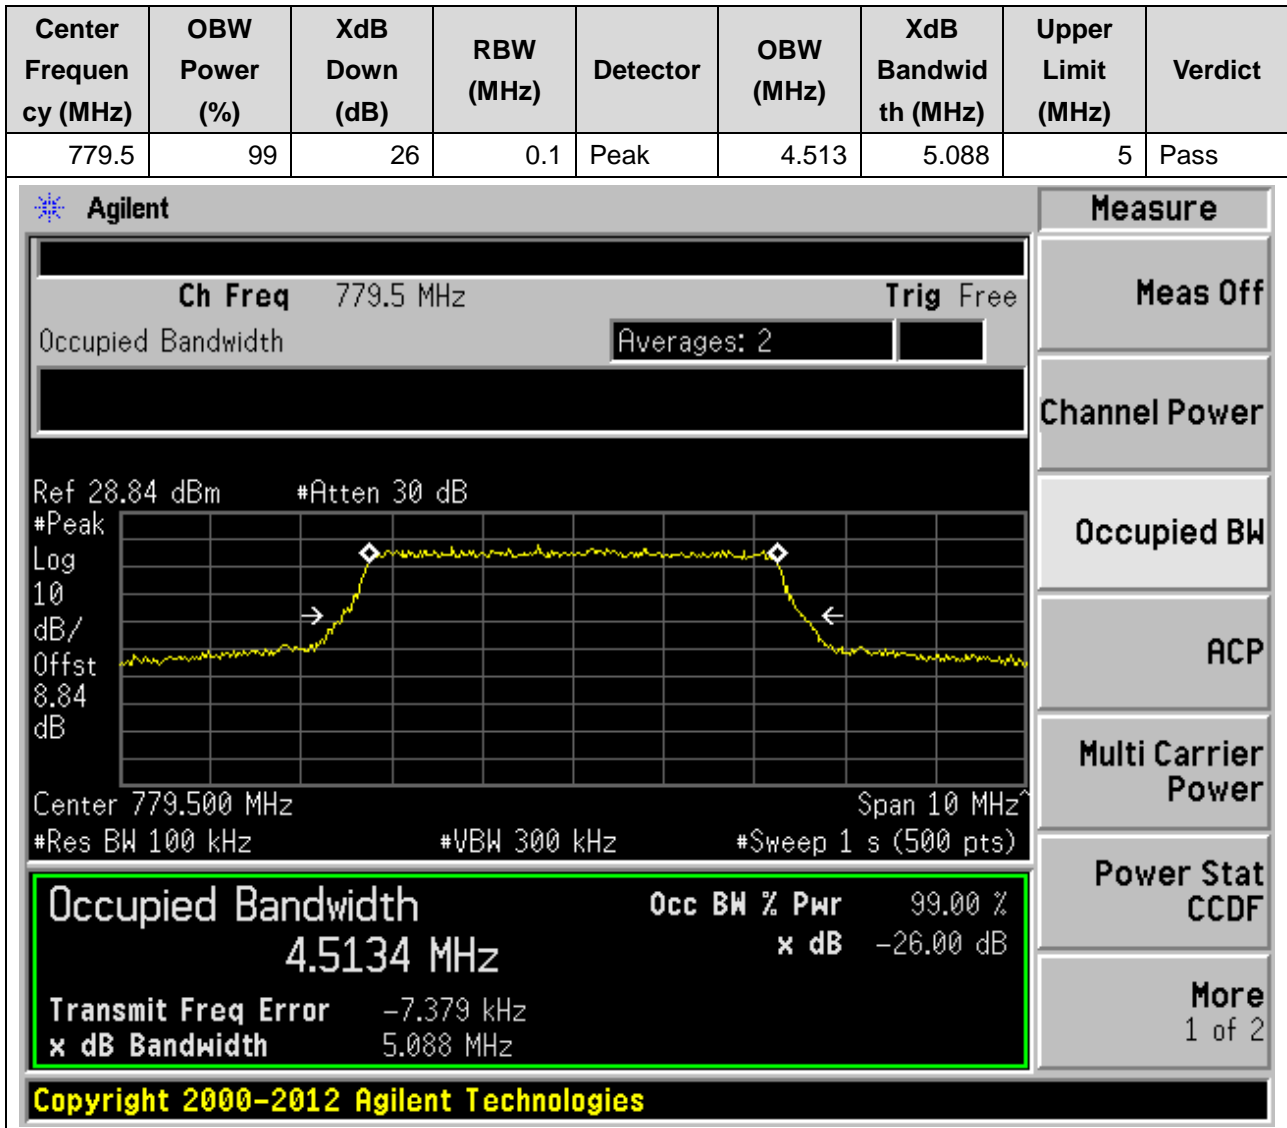 Center Frequen cy (MHz) OBW Power (%) XdB Down (dB) RBW (MHz) Detector OBW (MHz) XdB Bandwid th (MHz) Upper Limit (MHz) Verdict
779.5 99 26 0.1 Peak 4.513 5.088 5 Pass
Agilent
Measure
Ch Freq 779.5 MHz Trig Free
Meas Off
Occupied Bandwidth Averages: 2
Channel Power
Ref 28.84 dBm #Atten 30 dB
#Peak
Log
10
dB/
Offst
8.84
dB
Occupied BW
ACP
Multi Carrier
Power
Center 779.500 MHz Span 10 MHz^
#Res BW 100 kHz #VBW 300 kHz #Sweep 1 s (500 pts)
Power Stat
CCDF
Occupied Bandwidth Occ BW % Pwr 99.00 %
4.5134 MHz x dB -26.00 dB
Transmit Freq Error -7.379 kHz
x dB Bandwidth 5.088 MHz
More
1 of 2
Copyright 2000-2012 Agilent Technologies